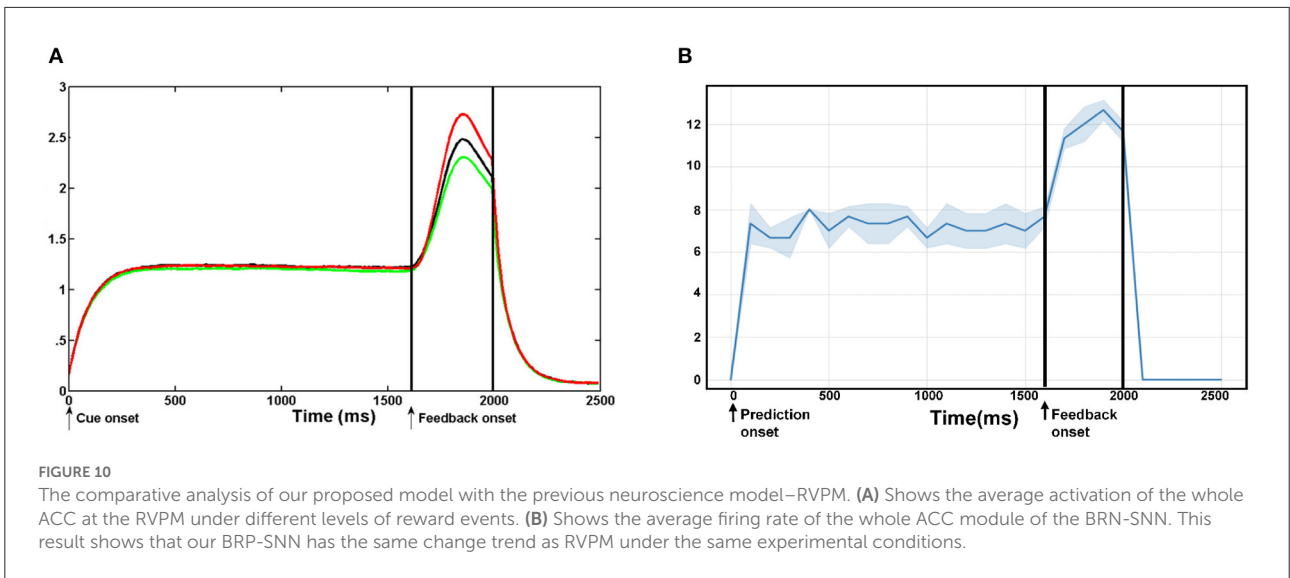 A
3
2.5
2
1.5
1
.5
0
0
500
1000
1500
2000
2500
Time (ms)
Cue onset
Feedback onset
B
12
10
8
6
4
2
0
0
500
1000
1500
2000
2500
Time(ms)
Prediction
onset
Feedback
onset
FIGURE 10
The comparative analysis of our proposed model with the previous neuroscience model–RVPM. (A) Shows the average activation of the whole
ACC at the RVPM under different levels of reward events. (B) Shows the average firing rate of the whole ACC module of the BRN-SNN. This
result shows that our BRP-SNN has the same change trend as RVPM under the same experimental conditions.